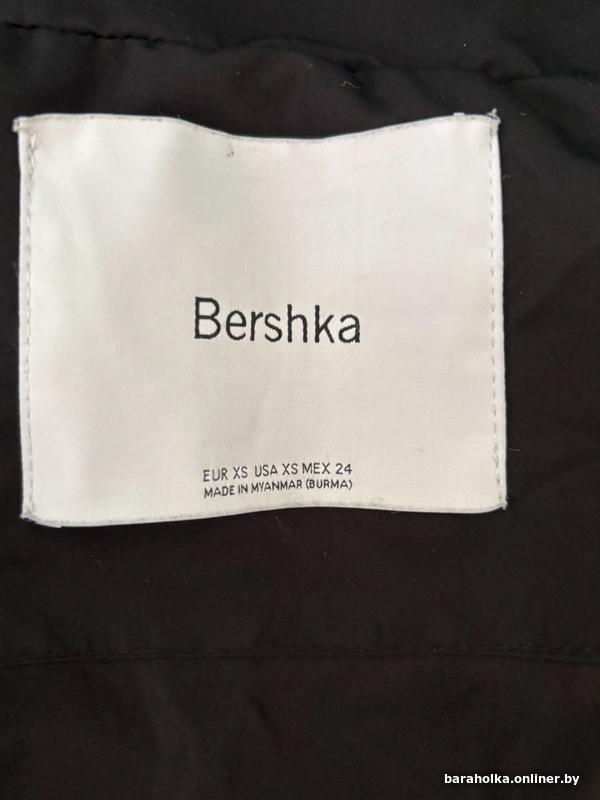 Bershka
EUR XS USA XS MEX 24
MADE IN MYANMAR (BURMA)
baraholka.onliner.by